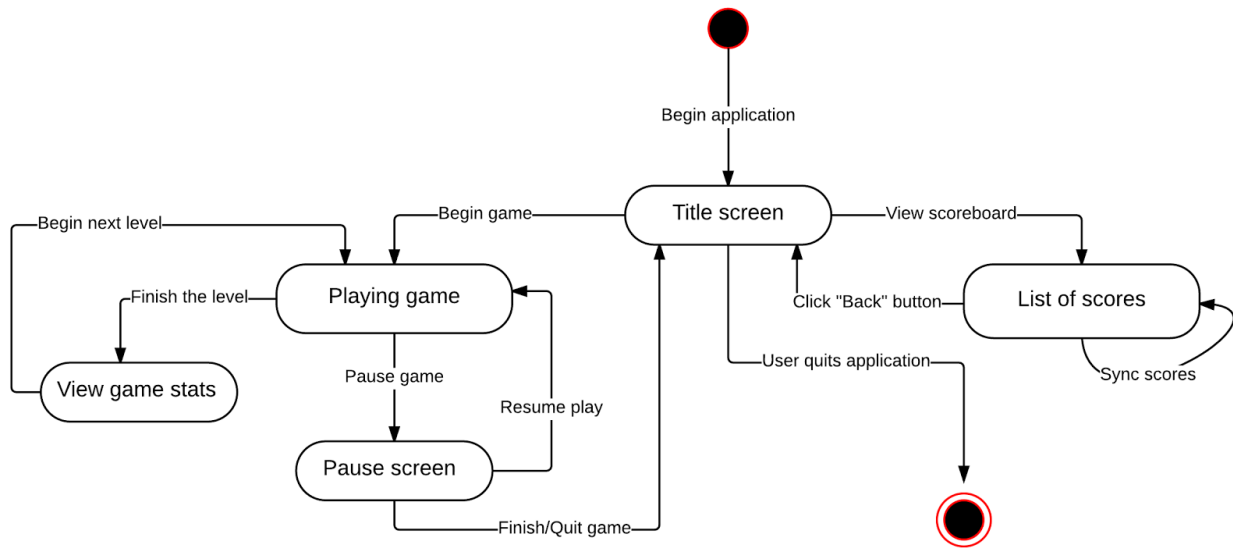 Begin application
Title screen
Begin game
View scoreboard
Begin next level
Playing game
Finish the level
Click "Back" button
List of scores
User quits application
Sync scores
View game stats
Pause game
Resume play
Pause screen
Finish/Quit game